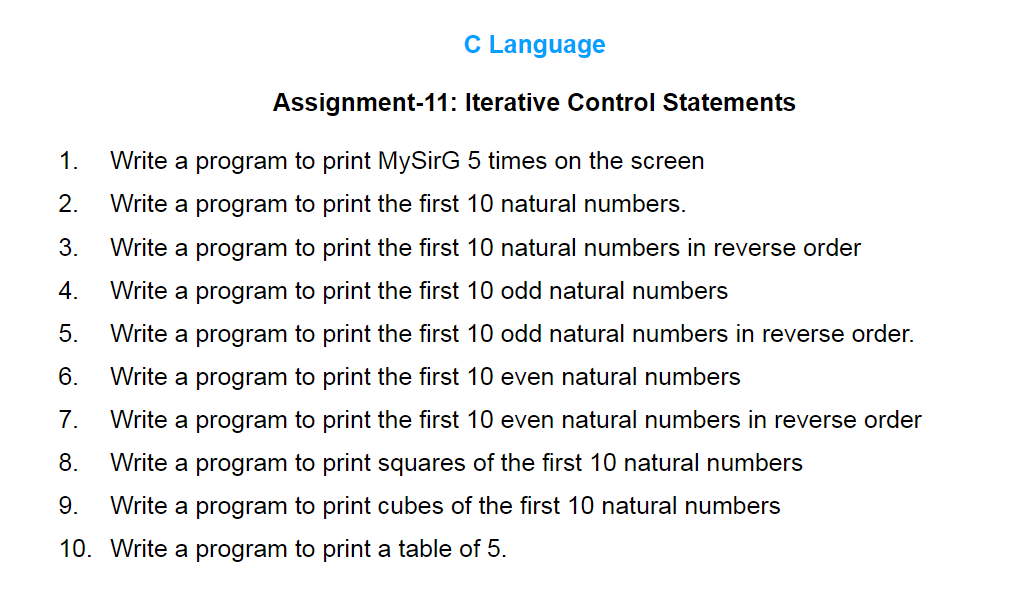 C Language
Assignment-11: Iterative Control Statements
1. Write a program to print MySirG 5 times on the screen
2. Write a program to print the first 10 natural numbers.
3. Write a program to print the first 10 natural numbers in reverse order
4. Write a program to print the first 10 odd natural numbers
5. Write a program to print the first 10 odd natural numbers in reverse order.
6. Write a program to print the first 10 even natural numbers
7. Write a program to print the first 10 even natural numbers in reverse order
8. Write a program to print squares of the first 10 natural numbers
9. Write a program to print cubes of the first 10 natural numbers
10. Write a program to print a table of 5.